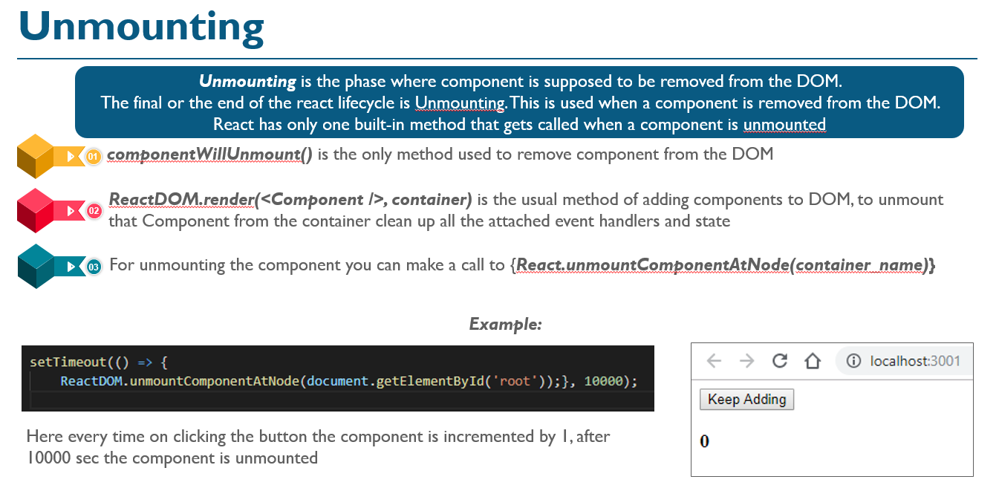 Unmounting
Unmounting is the phase where component is supposed to be removed from the DOM.
The final or the end of the react lifecycle is Unmounting. This is used when a component is removed from the DOM.
React has only one built-in method that gets called when a component is unmounted
01 componentWillUnmount() is the only method used to remove component from the DOM
02 ReactDOM.render(<Component />, container) is the usual method of adding components to DOM, to unmount
that Component from the container clean up all the attached event handlers and state
03 For unmounting the component you can make a call to {React.unmountComponentAtNode(container_name)}
Example:
setTimeout(() => {
    ReactDOM.unmountComponentAtNode(document.getElementById('root'));}, 10000);
Here every time on clicking the button the component is incremented by 1, after
10000 sec the component is unmounted
localhost:3001
Keep Adding
0